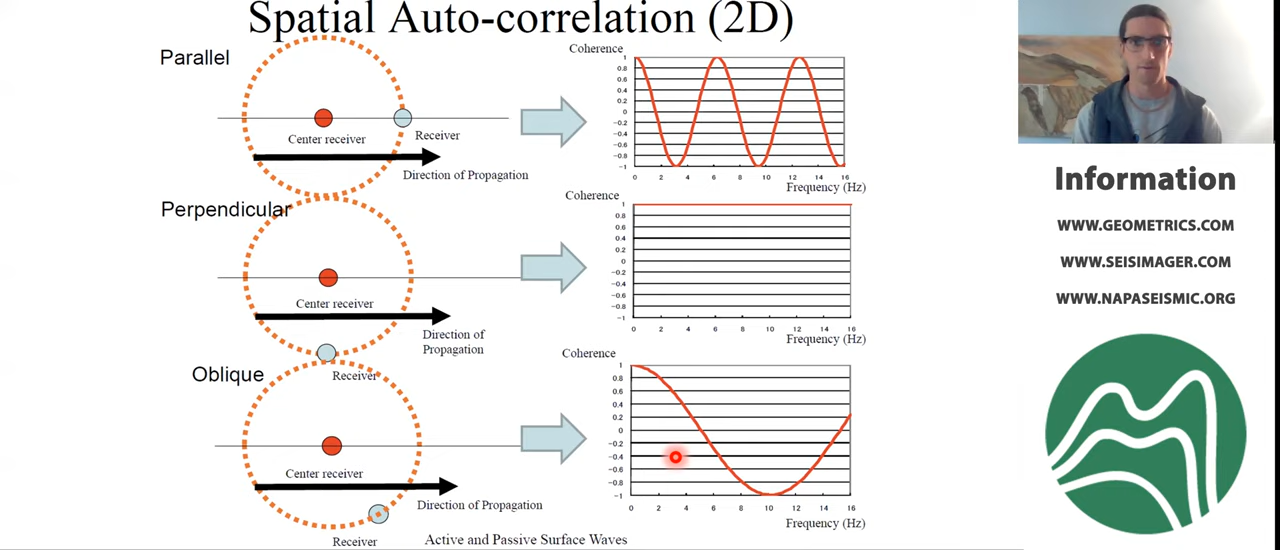 Spatial Auto-correlation (2D)
Parallel
Center receiver
Receiver
Direction of Propagation
Coherence
1
0.8
0.6
0.4
0.2
0
-0.2
-0.4
-0.6
-0.8
-1
0 2 4 6 8 10 12 14 16
Frequency (Hz)
Perpendicular
Center receiver
Direction of
Propagation
Receiver
Coherence
1
0.8
0.6
0.4
0.2
0
-0.2
-0.4
-0.6
-0.8
-1
0 2 4 6 8 10 12 14 16
Frequency (Hz)
Oblique
Center receiver
Direction of Propagation
Receiver
Coherence
1
0.8
0.6
0.4
0.2
0
-0.2
-0.4
-0.6
-0.8
-1
0 2 4 6 8 10 12 14 16
Frequency (Hz)
Active and Passive Surface Waves
Information
WWW.GEOMETRICS.COM
WWW.SEISIMAGER.COM
WWW.NAPASEISMIC.ORG